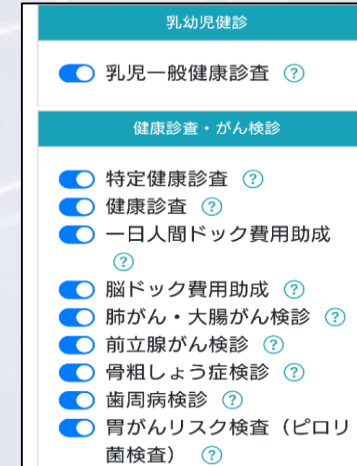 乳幼児健診
乳児一般健康診査 ?
健康診査・がん検診
特定健康診査 ?
健康診査 ?
一日人間ドック費用助成
?
脳ドック費用助成 ?
肺がん・大腸がん検診 ?
前立腺がん検診 ?
骨粗しょう症検診 ?
歯周病検診 ?
胃がんリスク検査（ピロリ
菌検査） ?